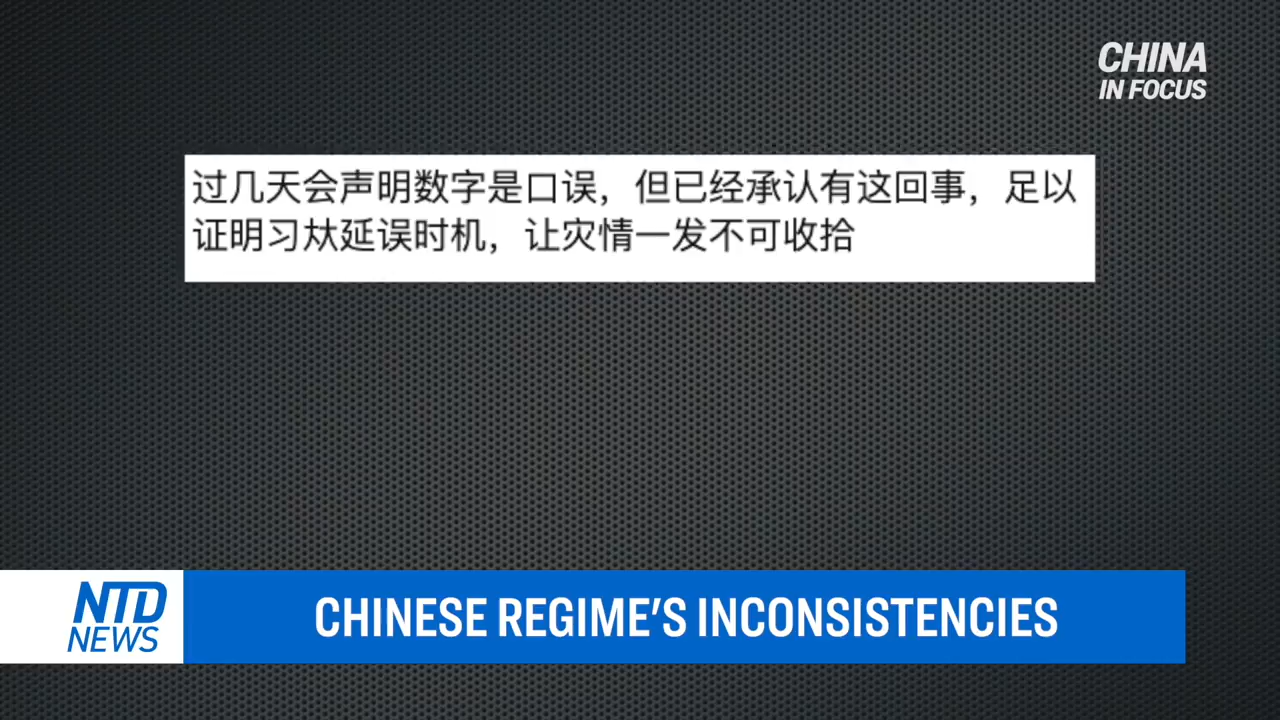 CHINA
IN FOCUS
过几天会声明数字是口误，但已经承认有这回事，足以
证明习夶延误时机，让灾情一发不可收拾
NTD
NEWS
CHINESE REGIME'S INCONSISTENCIES